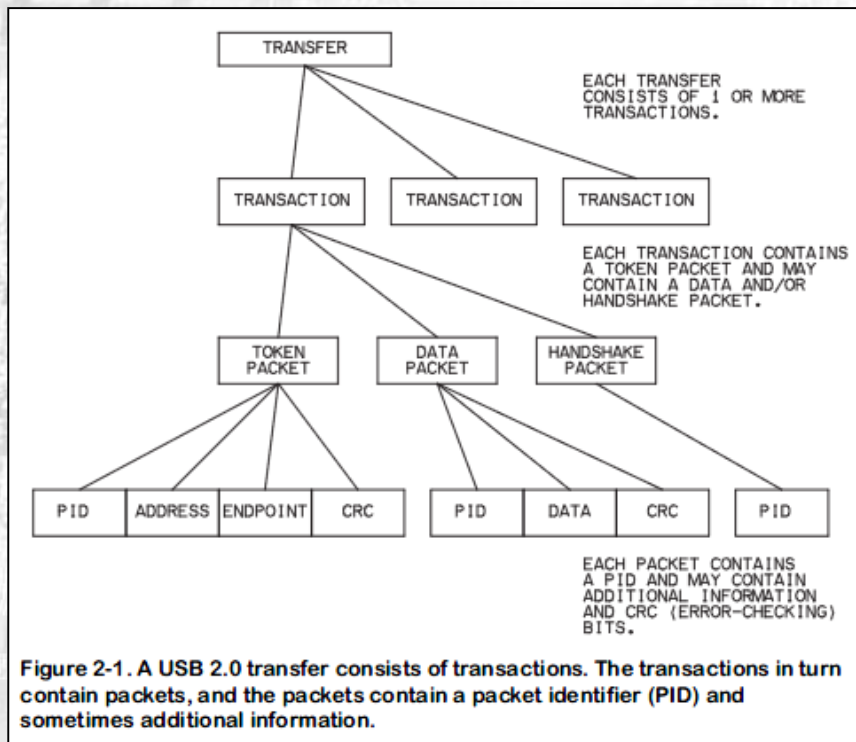 TRANSFER
EACH TRANSFER
CONSISTS OF 1 OR MORE
TRANSACTIONS.
TRANSACTION TRANSACTION TRANSACTION
EACH TRANSACTION CONTAINS
A TOKEN PACKET AND MAY
CONTAIN A DATA AND/OR
HANDSHAKE PACKET.
TOKEN
PACKET
DATA
PACKET
HANDSHAKE
PACKET
PID ADDRESS ENDPOINT CRC PID DATA CRC PID
EACH PACKET CONTAINS
A PID AND MAY CONTAIN
ADDITIONAL INFORMATION
AND CRC (ERROR-CHECKING)
BITS.
Figure 2-1. A USB 2.0 transfer consists of transactions. The transactions in turn
contain packets, and the packets contain a packet identifier (PID) and
sometimes additional information.